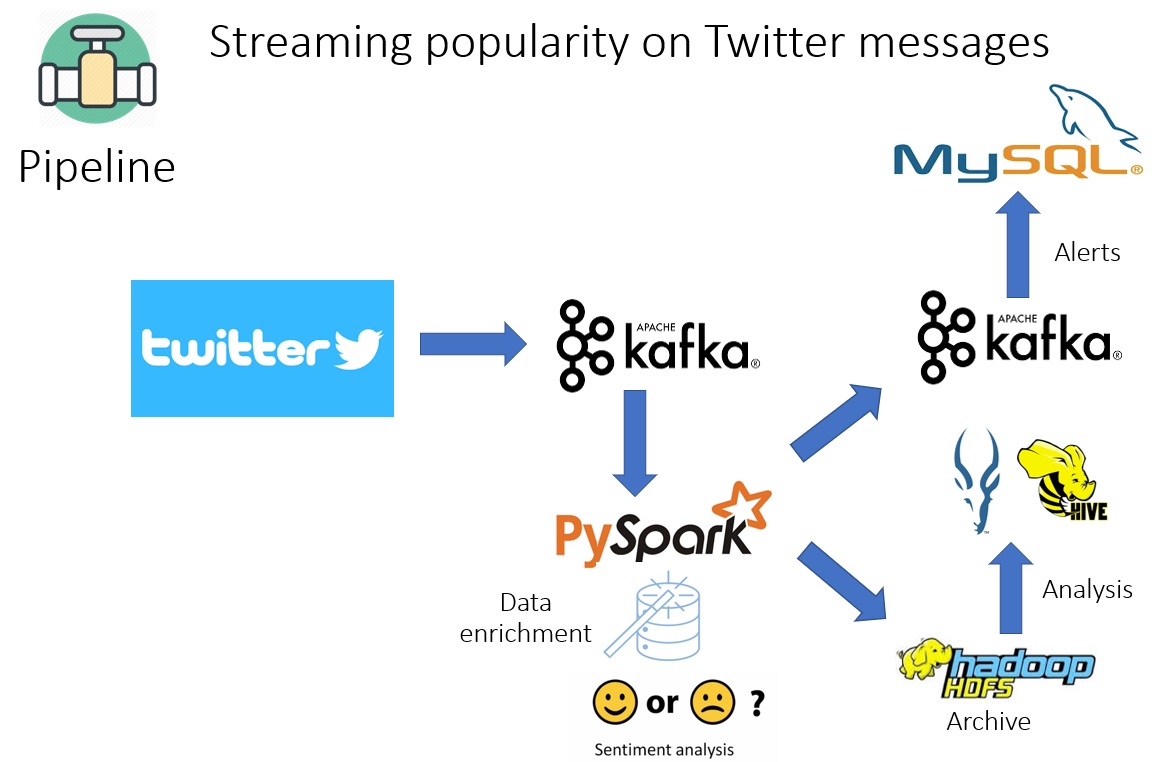 Streaming popularity on Twitter messages
Pipeline
MySQL®
Alerts
twitter
APACHE
kafka®
APACHE
kafka®
HIVE
PySpark
Analysis
Data
enrichment
hadoop
HDFS
Archive
or ?
Sentiment analysis